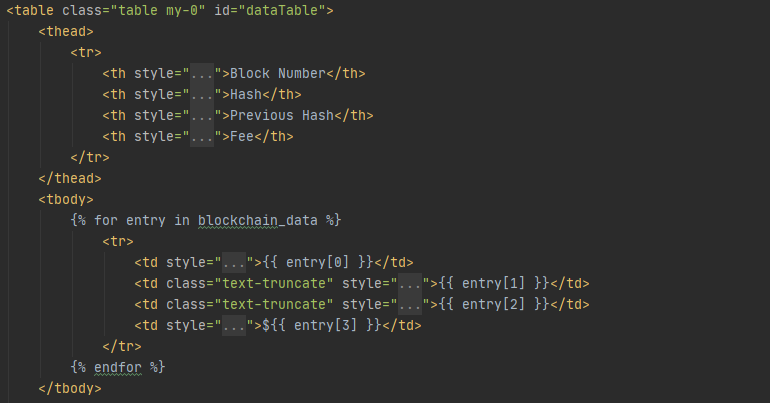 <table class="table my-0" id="dataTable">
<thead>
<tr>
<th style="...">Block Number</th>
<th style="...">Hash</th>
<th style="...">Previous Hash</th>
<th style="...">Fee</th>
</tr>
</thead>
<tbody>
{% for entry in blockchain_data %}
<tr>
<td style="...">{{ entry[0] }}</td>
<td class="text-truncate" style="...">{{ entry[1] }}</td>
<td class="text-truncate" style="...">{{ entry[2] }}</td>
<td style="...">${{ entry[3] }}</td>
</tr>
{% endfor %}
</tbody>